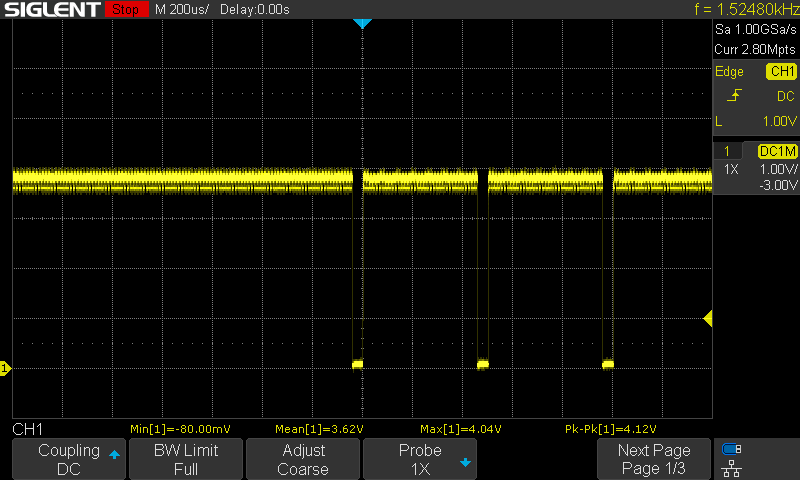 SIGLENT Stop M 200us/ Delay:0.00s f = 1.52480kHz
Sa 1.00GSa/s
Curr 2.80Mpts
Edge CH1
DC
L 1.00V
1 DC1M
1X 1.00V/
-3.00V
1
CH1 Min[1]=-80.00mV Mean[1]=3.62V Max[1]=4.04V Pk-Pk[1]=4.12V
Coupling BW Limit Adjust Probe Next Page
DC Full Coarse 1X Page 1/3